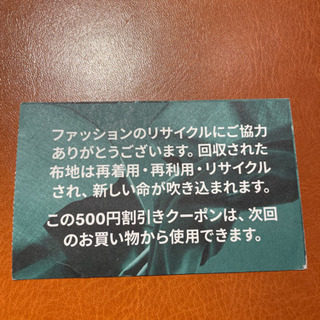 ファッションのリサイクルにご協力
ありがとうございます。回収された
布地は再着用・再利用・リサイクル
され、新しい命が吹き込まれます。
この500円割引きクーポンは、次回
のお買い物から使用できます。